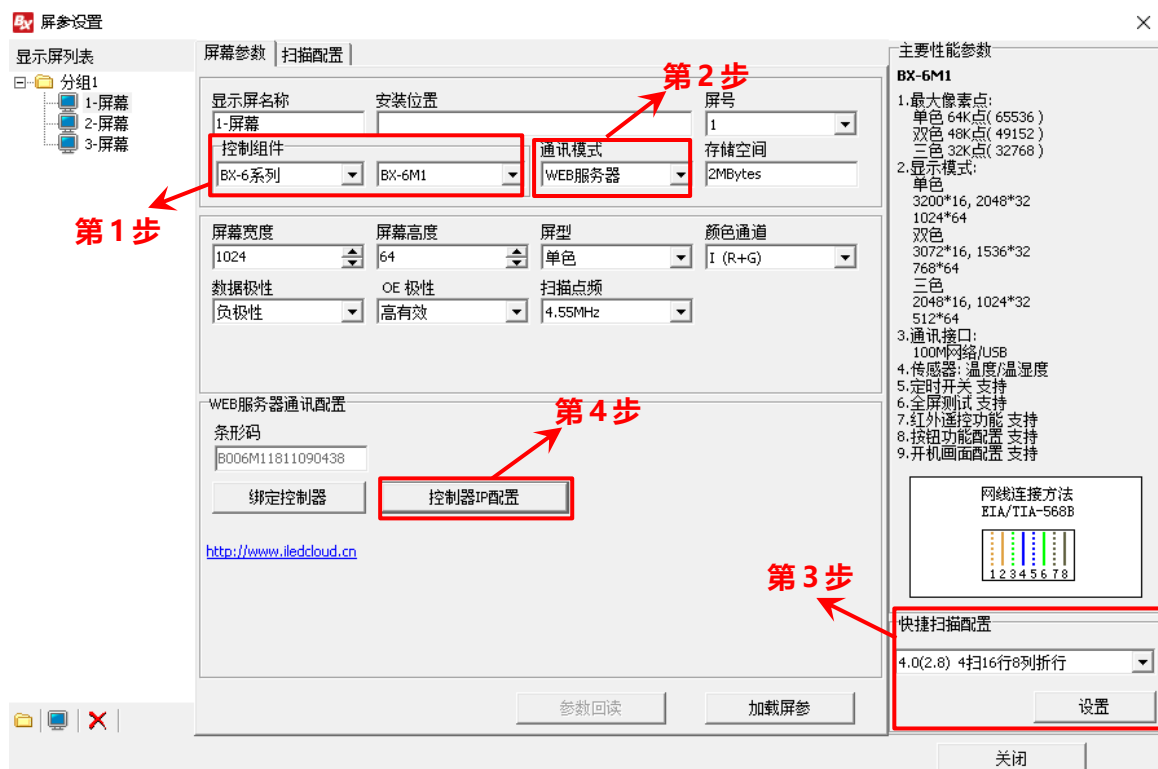 BX 屏参设置
显示屏列表
分组1
1-屏幕
2-屏幕
3-屏幕
屏幕参数 扫描配置
第2步
显示屏名称 安装位置 屏号
1-屏幕 1
控制组件 通讯模式 存储空间
BX-6系列 BX-6M1 WEB服务器 2MBytes
第1步
屏幕宽度 屏幕高度 屏型 颜色通道
1024 64 单色 I (R+G)
数据极性 OE 极性 扫描点频
负极性 高有效 4.55MHz
WEB服务器通讯配置
第4步
条形码
B006M11811090438
绑定控制器 控制器IP配置
http://www.iledcloud.cn
第3步
参数回读 加载屏参
主要性能参数
BX-6M1
1.最大像素点:
单色 64K点( 65536 )
双色 48K点( 49152 )
三色 32K点( 32768 )
2.显示模式:
单色
3200*16, 2048*32
1024*64
双色
3072*16, 1536*32
768*64
三色
2048*16, 1024*32
512*64
3.通讯接口:
100M网络/USB
4.传感器: 温度/温湿度
5.定时开关 支持
6.全屏测试 支持
7.红外遥控功能 支持
8.按钮功能配置 支持
9.开机画面配置 支持
网线连接方法
EIA/TIA-568B
1 2 3 4 5 6 7 8
快捷扫描配置
4.0(2.8) 4扫16行8列折行
设置
关闭